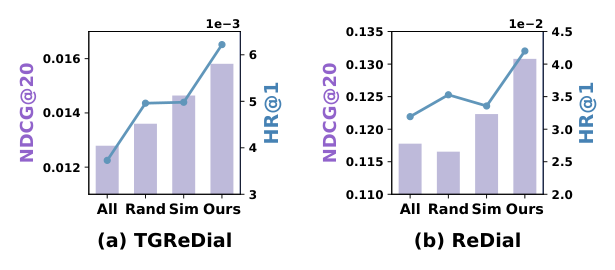 1e−3
0.016
0.014
0.012
NDCG@20
6
5
4
3
HR@1
All Rand Sim Ours
(a) TGReDial
1e−2
0.135
0.130
0.125
0.120
0.115
0.110
NDCG@20
4.5
4.0
3.5
3.0
2.5
2.0
HR@1
All Rand Sim Ours
(b) ReDial